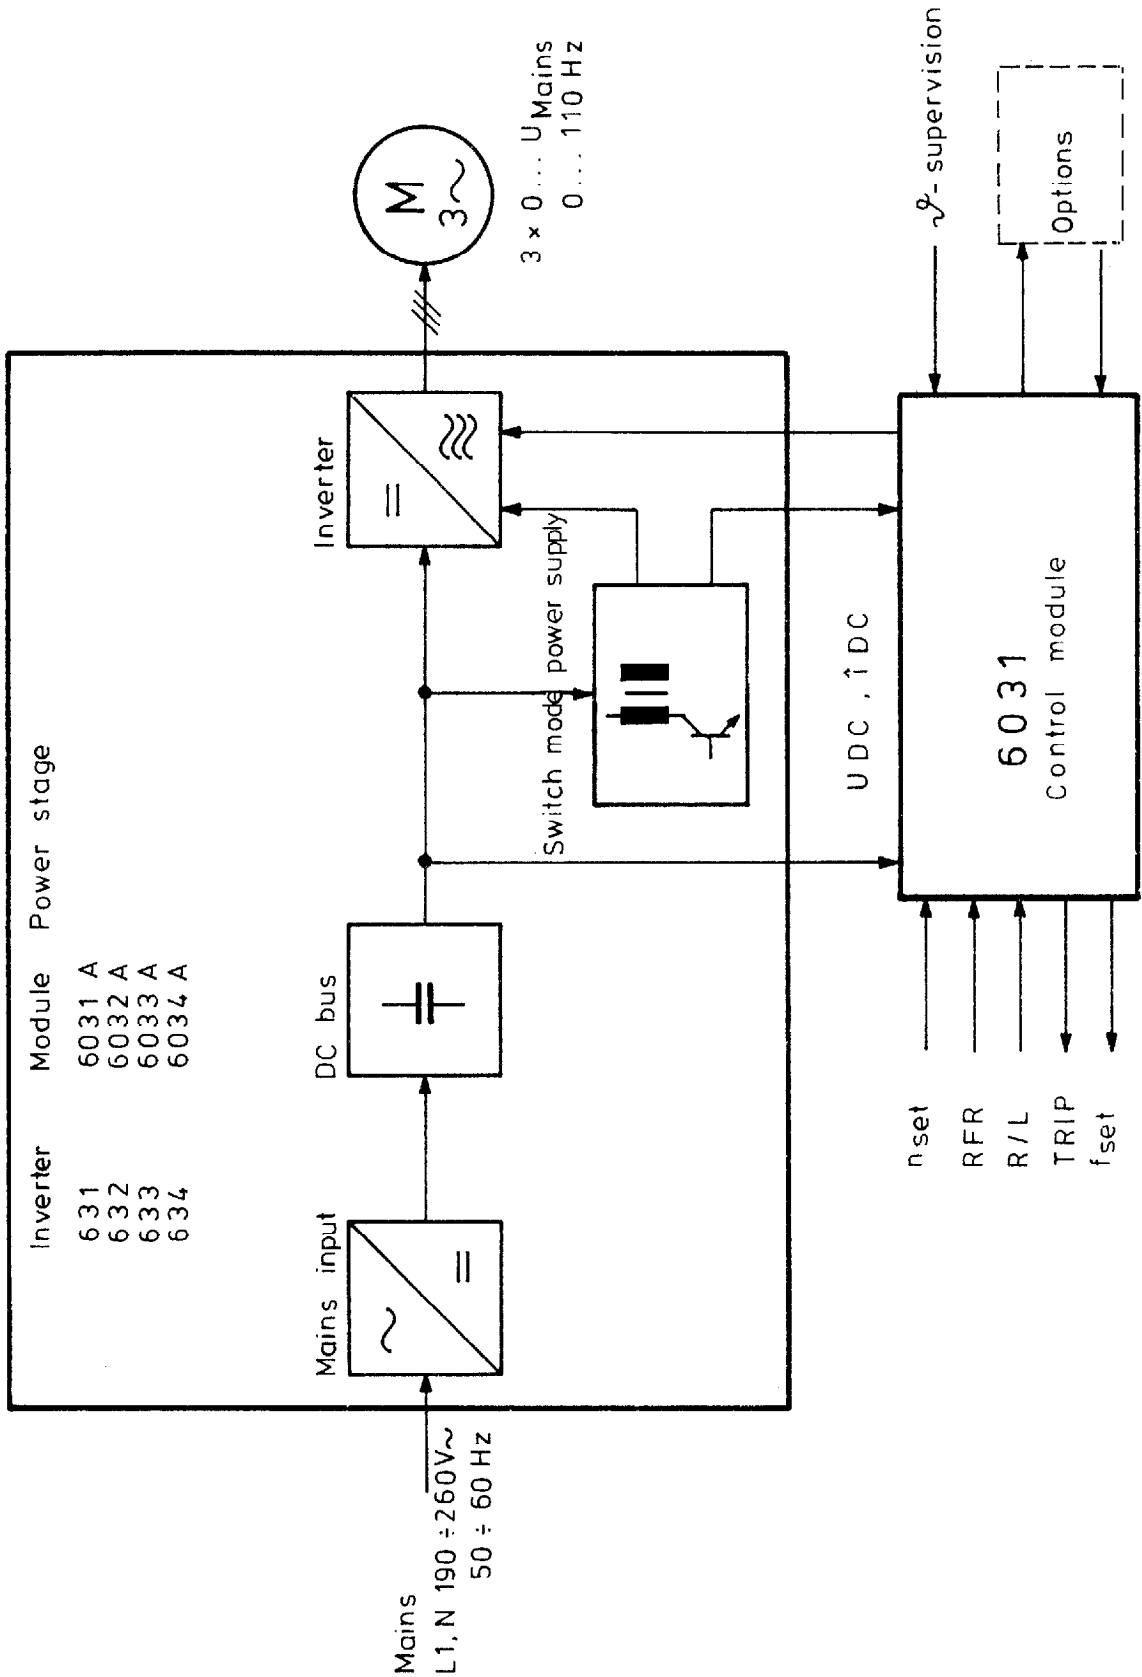 Inverter Module Power stage
631 6031 A
632 6032 A
633 6033 A
634 6034 A
Mains input
DC bus
Inverter
Mains
L1, N 190 ÷ 260V~
50 ÷ 60 Hz
M
3~
3 × 0 ... U Mains
0 ... 110 Hz
Switch mode power supply
UDC , îDC
nset
RFR
R/L
TRIP
fset
6031
Control module
ϑ - supervision
Options